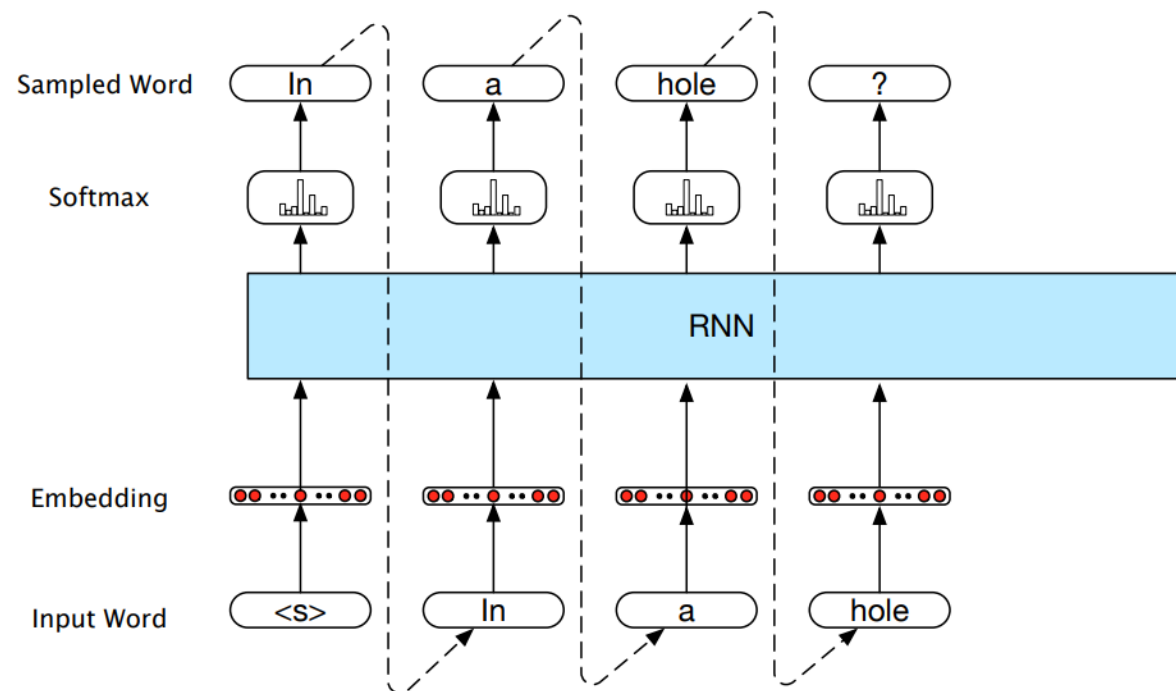 Sampled Word In a hole ?
Softmax
RNN
Embedding
Input Word <s> In a hole